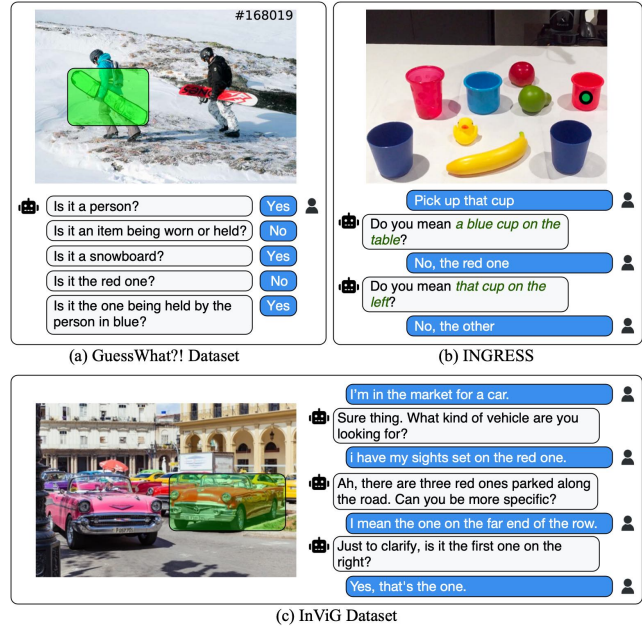 #168019
Is it a person?
Yes
Is it an item being worn or held?
No
Is it a snowboard?
Yes
Is it the red one?
No
Is it the one being held by the
person in blue?
Yes
(a) GuessWhat?! Dataset
Pick up that cup
Do you mean a blue cup on the
table?
No, the red one
Do you mean that cup on the
left?
No, the other
(b) INGRESS
I'm in the market for a car.
Sure thing. What kind of vehicle are you
looking for?
i have my sights set on the red one.
Ah, there are three red ones parked along
the road. Can you be more specific?
I mean the one on the far end of the row.
Just to clarify, is it the first one on the
right?
Yes, that's the one.
(c) InViG Dataset